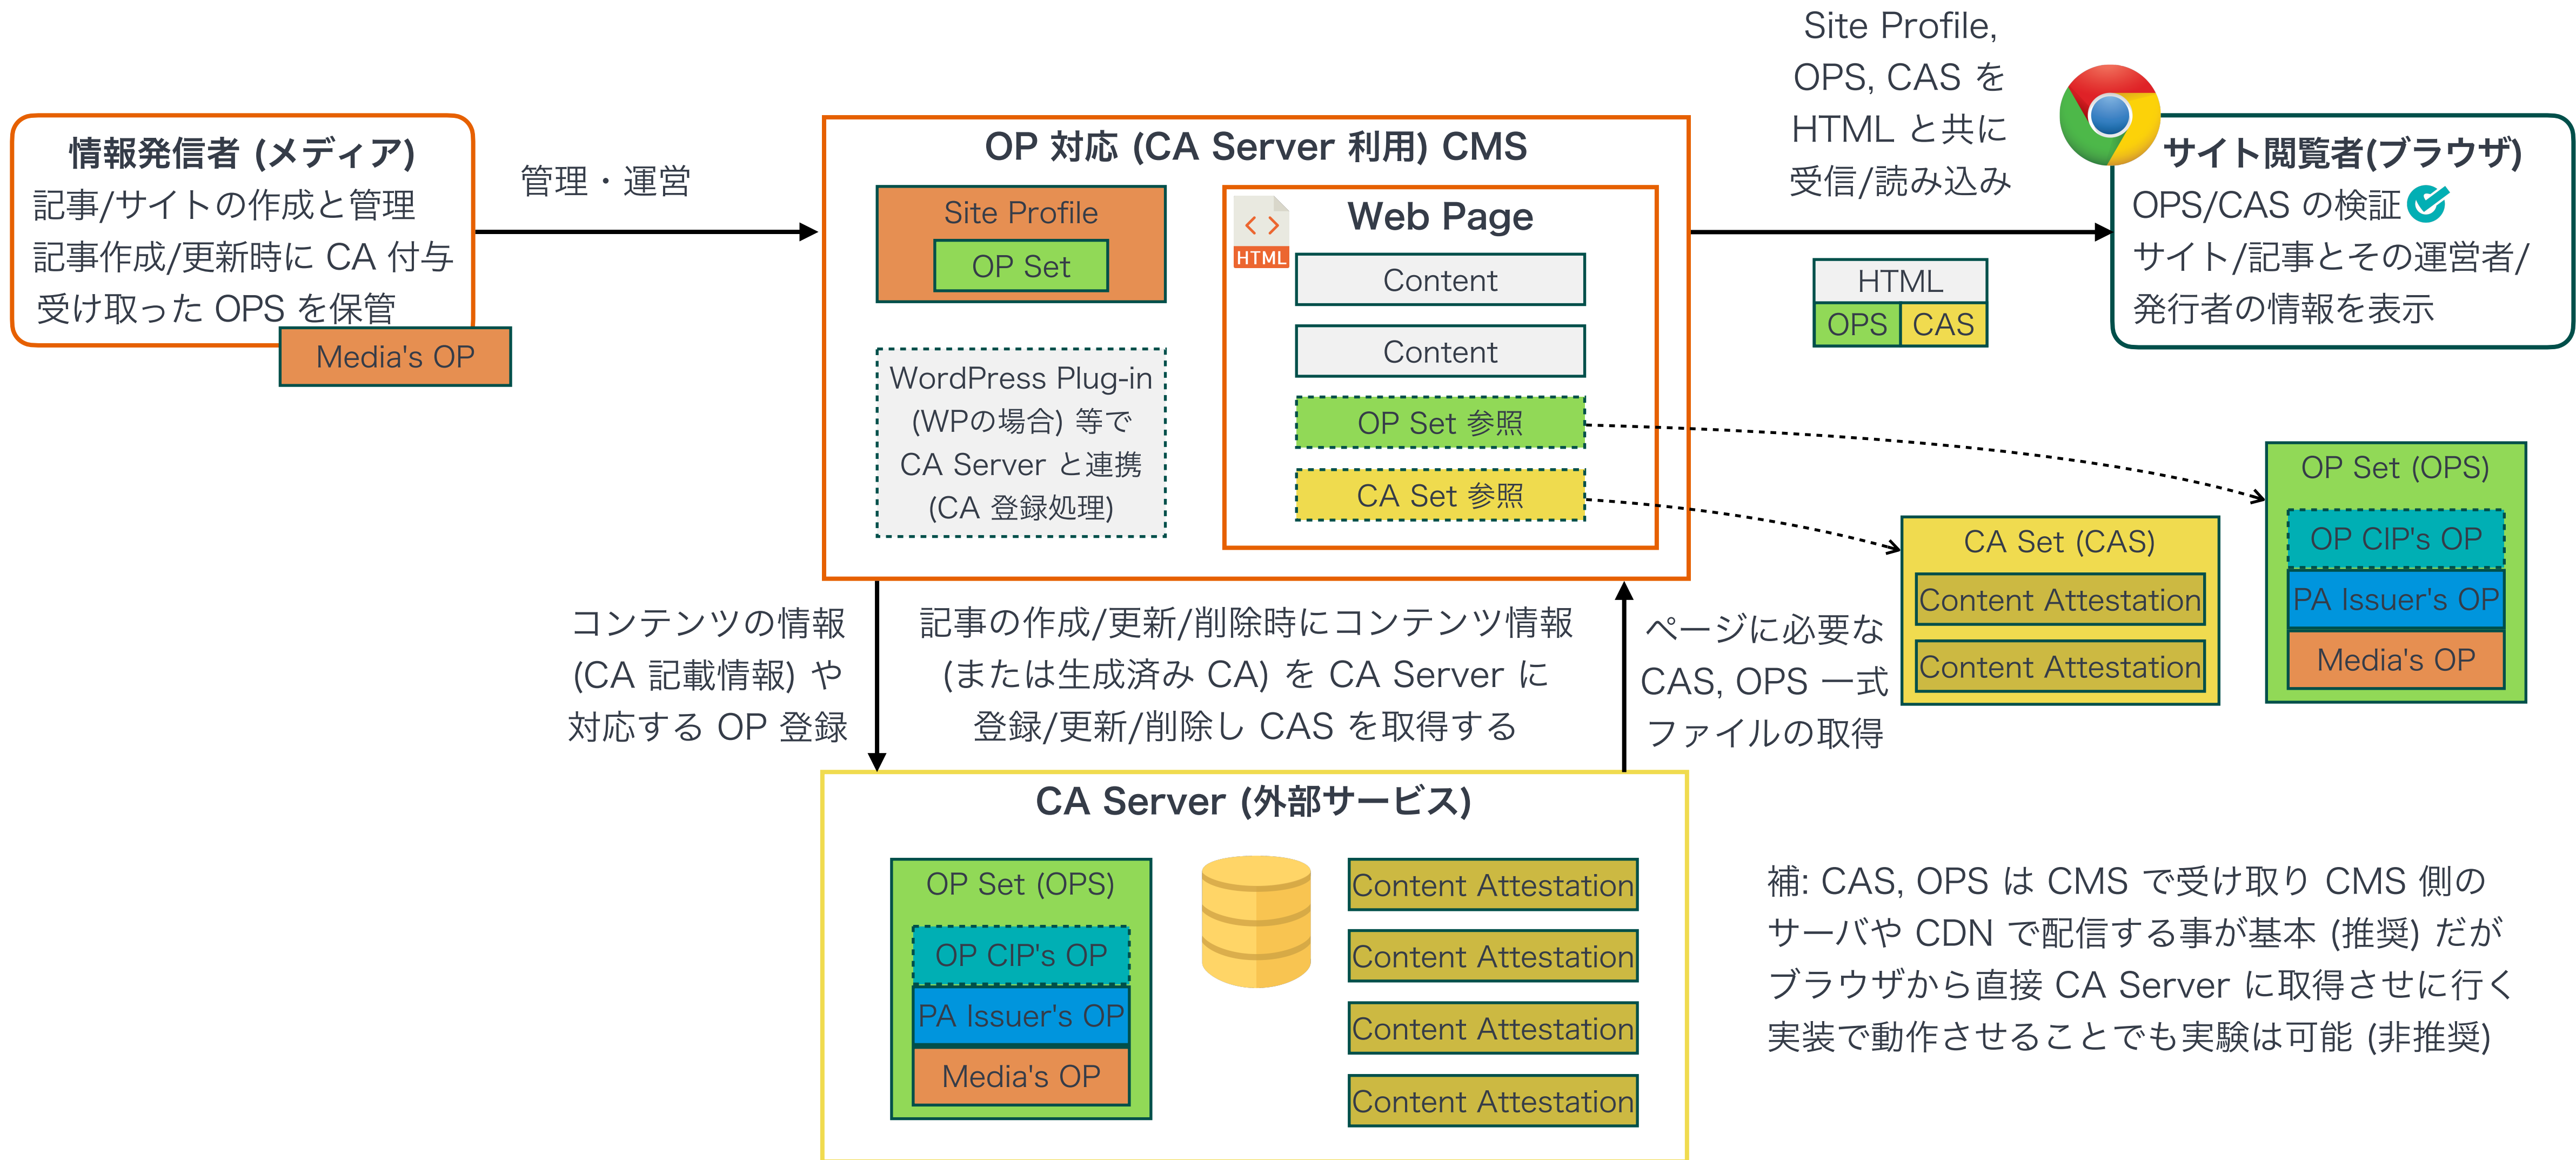 情報発信者 (メディア)
記事/サイトの作成と管理
記事作成/更新時に CA 付与
受け取った OPS を保管
Media's OP
管理・運営
OP 対応 (CA Server 利用) CMS
Site Profile
OP Set
WordPress Plug-in
(WPの場合) 等で
CA Server と連携
(CA 登録処理)
HTML
Web Page
Content
Content
OP Set 参照
CA Set 参照
Site Profile,
OPS, CAS を
HTML と共に
受信/読み込み
HTML
OPS
CAS
サイト閲覧者(ブラウザ)
OPS/CAS の検証
サイト/記事とその運営者/
発行者の情報を表示
CA Set (CAS)
Content Attestation
Content Attestation
OP Set (OPS)
OP CIP's OP
PA Issuer's OP
Media's OP
コンテンツの情報
(CA 記載情報) や
対応する OP 登録
記事の作成/更新/削除時にコンテンツ情報
(または生成済み CA) を CA Server に
登録/更新/削除し CAS を取得する
ページに必要な
CAS, OPS 一式
ファイルの取得
CA Server (外部サービス)
OP Set (OPS)
OP CIP's OP
PA Issuer's OP
Media's OP
Content Attestation
Content Attestation
Content Attestation
Content Attestation
補: CAS, OPS は CMS で受け取り CMS 側の
サーバや CDN で配信する事が基本 (推奨) だが
ブラウザから直接 CA Server に取得させに行く
実装で動作させることでも実験は可能 (非推奨)